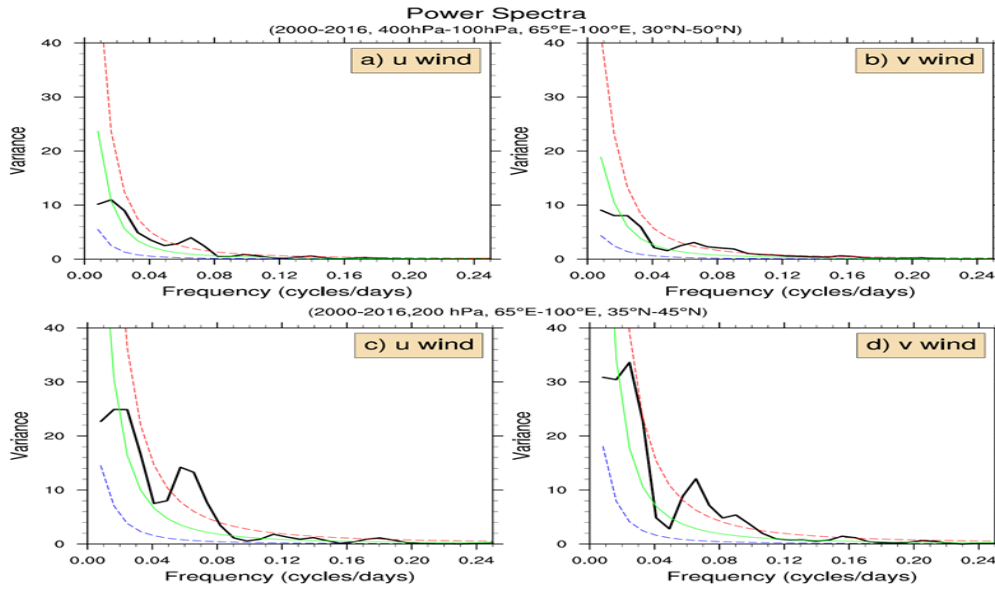 Power Spectra
(2000-2016, 400hPa-100hPa, 65°E-100°E, 30°N-50°N)
a) u wind
40
30
20
10
0
Variance
0.00 0.04 0.08 0.12 0.16 0.20 0.24
Frequency (cycles/days)
b) v wind
40
30
20
10
0
Variance
0.00 0.04 0.08 0.12 0.16 0.20 0.24
Frequency (cycles/days)
(2000-2016,200 hPa, 65°E-100°E, 35°N-45°N)
c) u wind
40
30
20
10
0
Variance
0.00 0.04 0.08 0.12 0.16 0.20 0.24
Frequency (cycles/days)
d) v wind
40
30
20
10
0
Variance
0.00 0.04 0.08 0.12 0.16 0.20 0.24
Frequency (cycles/days)